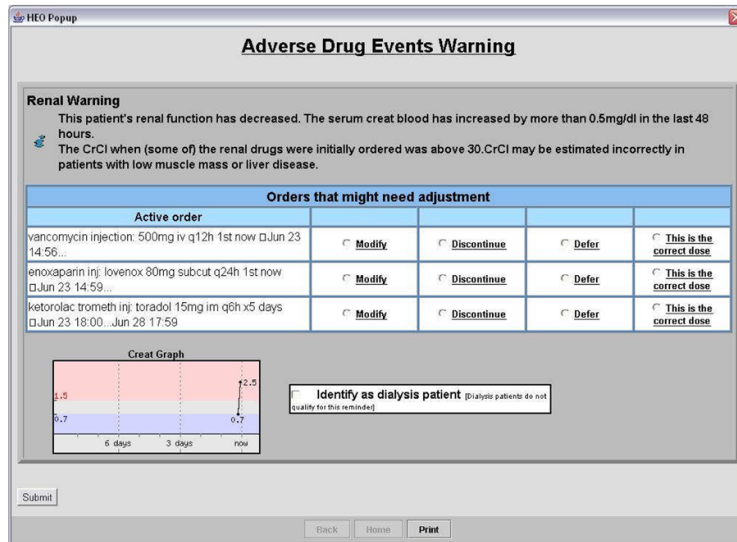 HEO Popup
Adverse Drug Events Warning
Renal Warning
This patient's renal function has decreased. The serum creat blood has increased by more than 0.5mg/dl in the last 48
hours.
The CrCl when (some of) the renal drugs were initially ordered was above 30.CrCl may be estimated incorrectly in
patients with low muscle mass or liver disease.
Orders that might need adjustment
Active order
vancomycin injection: 500mg iv q12h 1st now □Jun 23
14:56...
Modify
Discontinue
Defer
This is the
correct dose
enoxaparin inj: lovenox 80mg subcut q24h 1st now
□Jun 23 14:59...
Modify
Discontinue
Defer
This is the
correct dose
ketorolac trometh inj: toradol 15mg im q6h x5 days
□Jun 23 18:00...Jun 28 17:59
Modify
Discontinue
Defer
This is the
correct dose
Creat Graph
2.5
1.5
0.7
0.7
6 days
3 days
now
Identify as dialysis patient [Dialysis patients do not
qualify for this reminder]
Submit
Back
Home
Print